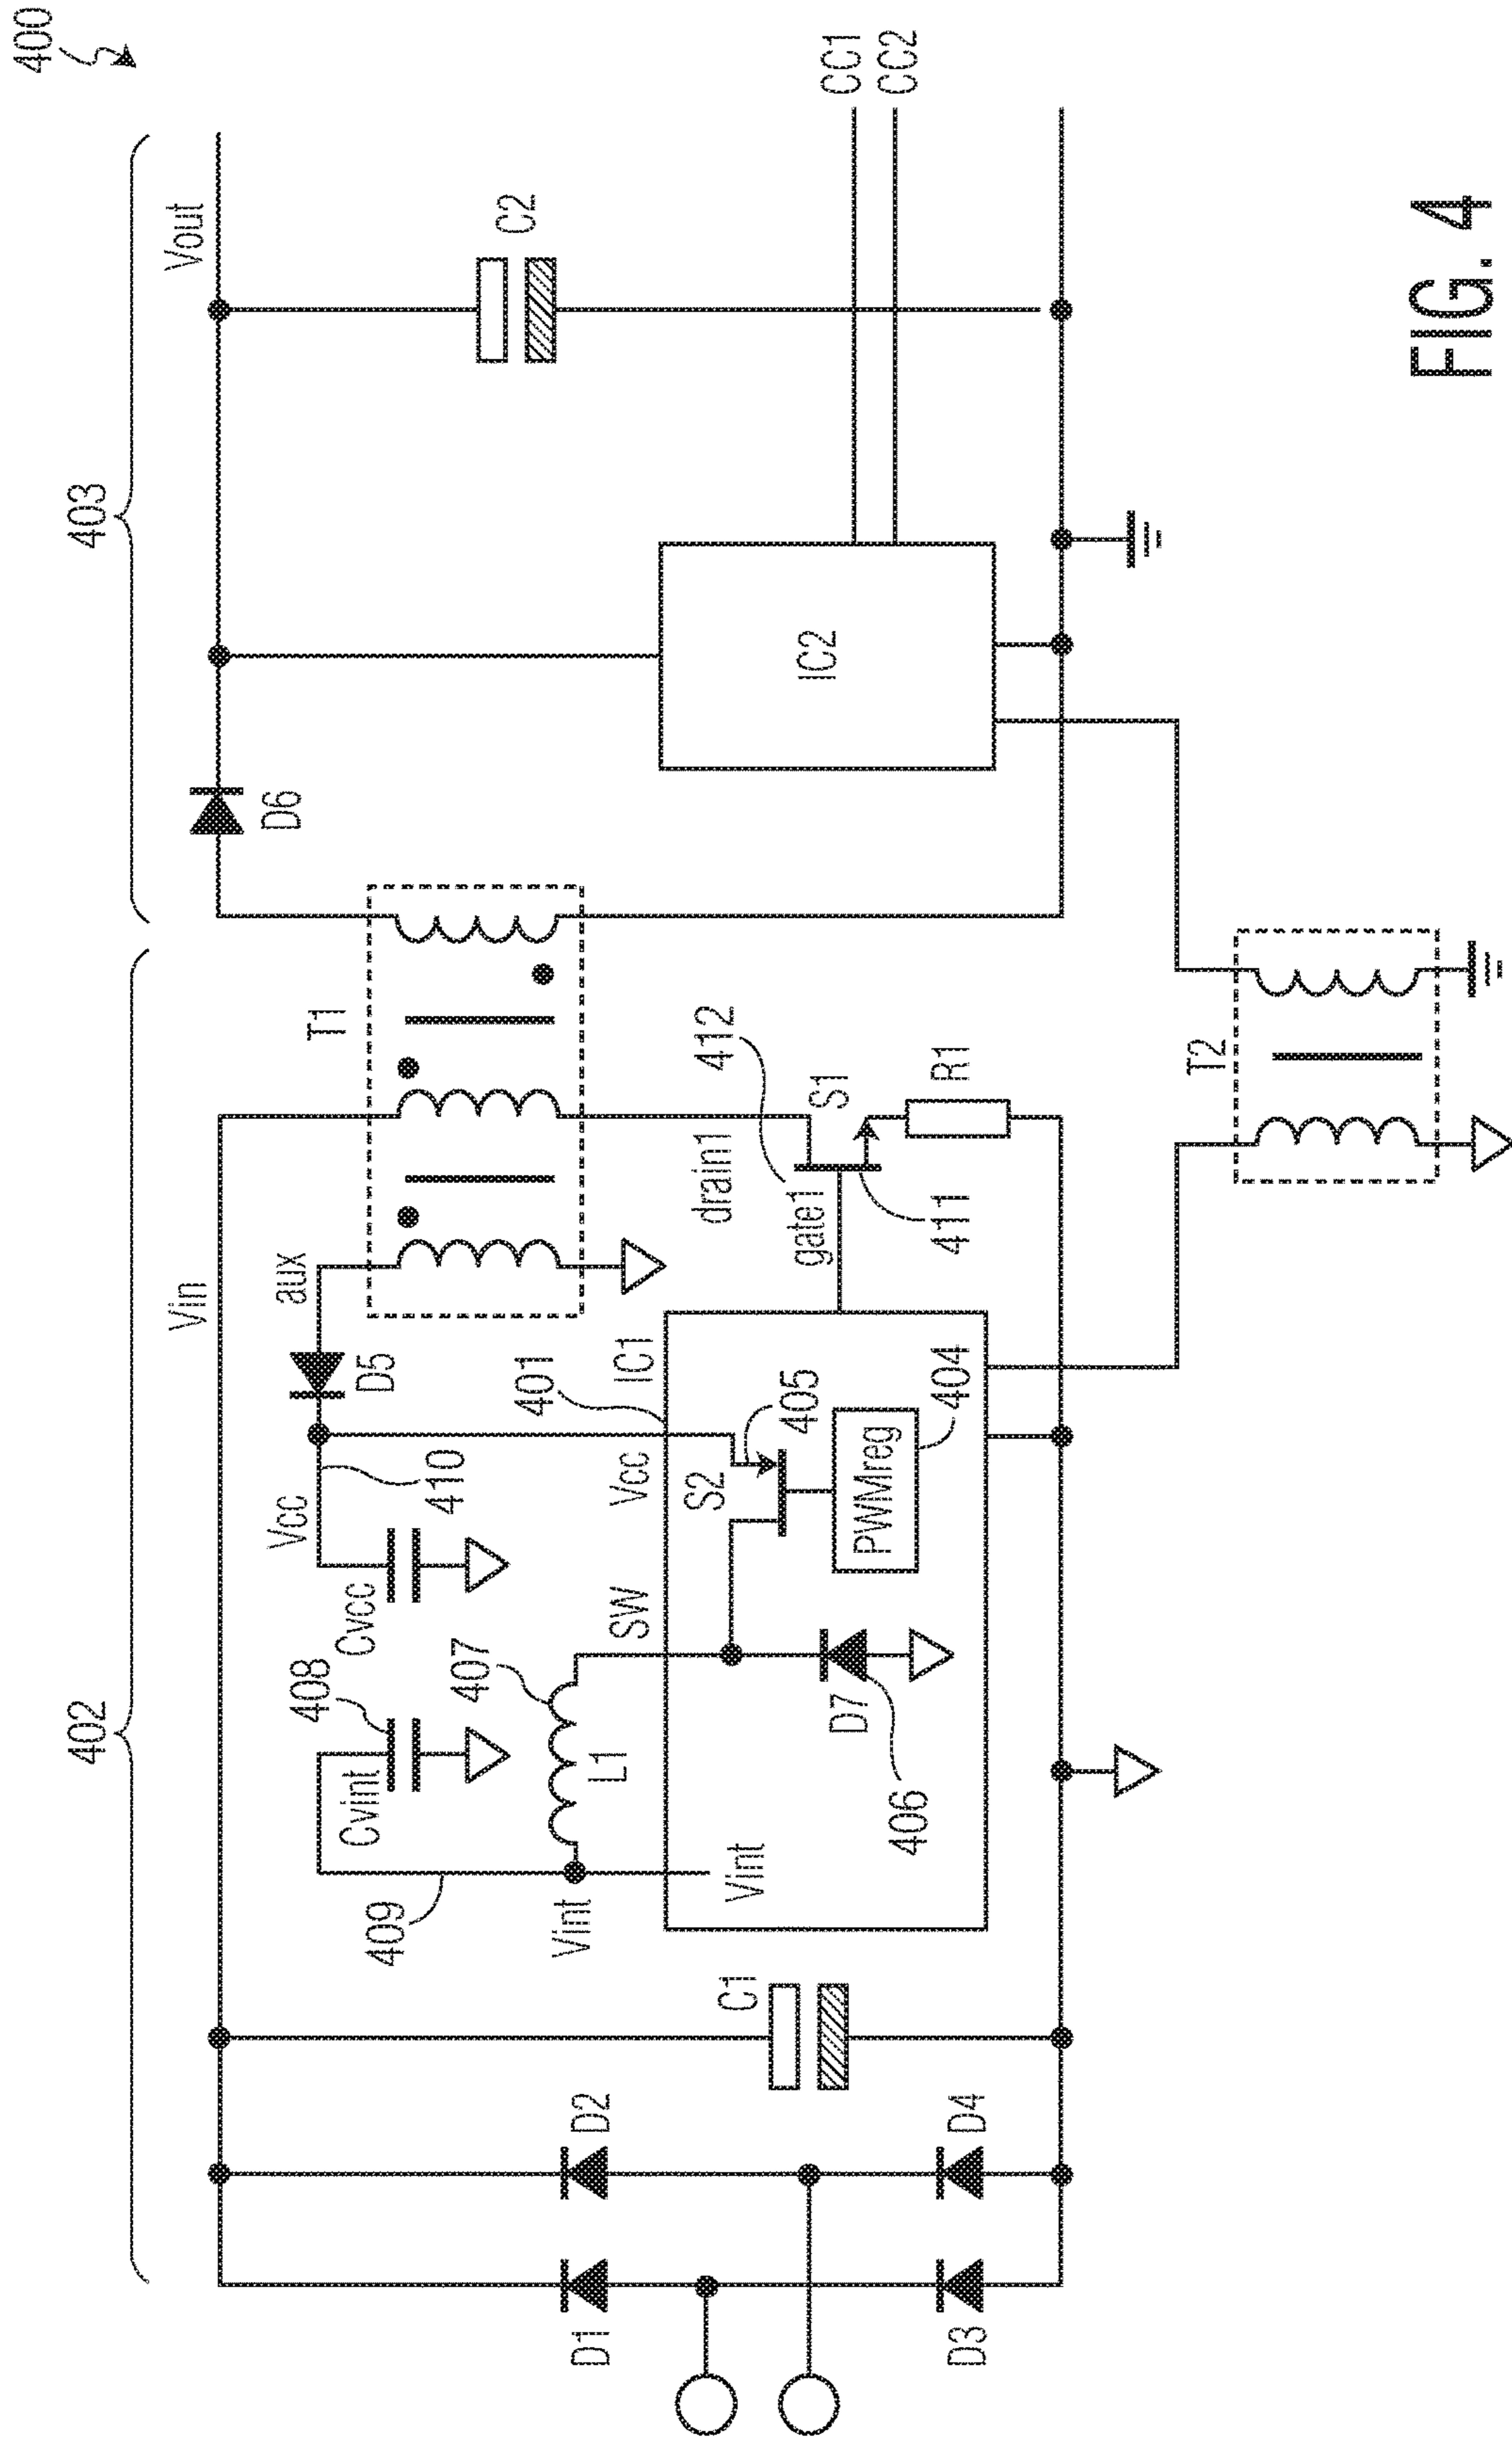 400
402
403
Vin
Vout
T1
aux
D5
D6
Vcc
410
Cvcc
408
Cvint
409
407
L1
Vint
SW
Vcc
401
IC1
S2
405
Vint
D7
406
PWMreg
404
drain1
gate1
412
S1
411
R1
C1
D1
D2
D3
D4
C2
IC2
CC1
CC2
T2
FIG. 4